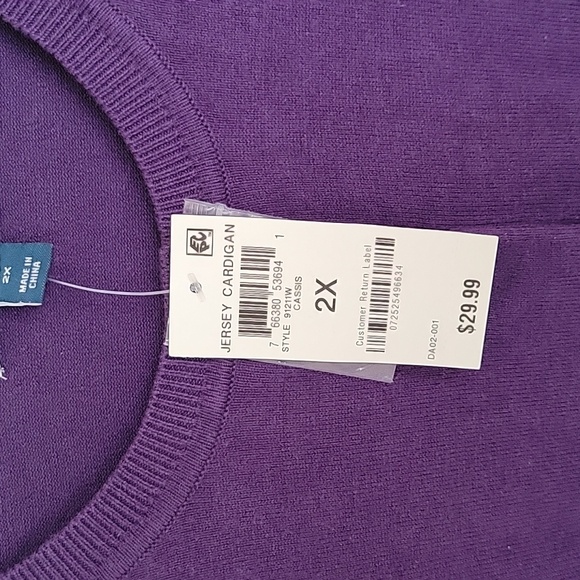 2X
MADE IN
CHINA
JERSEY CARDIGAN
7 66380 53694 1
STYLE 91211W
CASSIS
2X
Customer Return Label
072525496634
DA02-001
$29.99